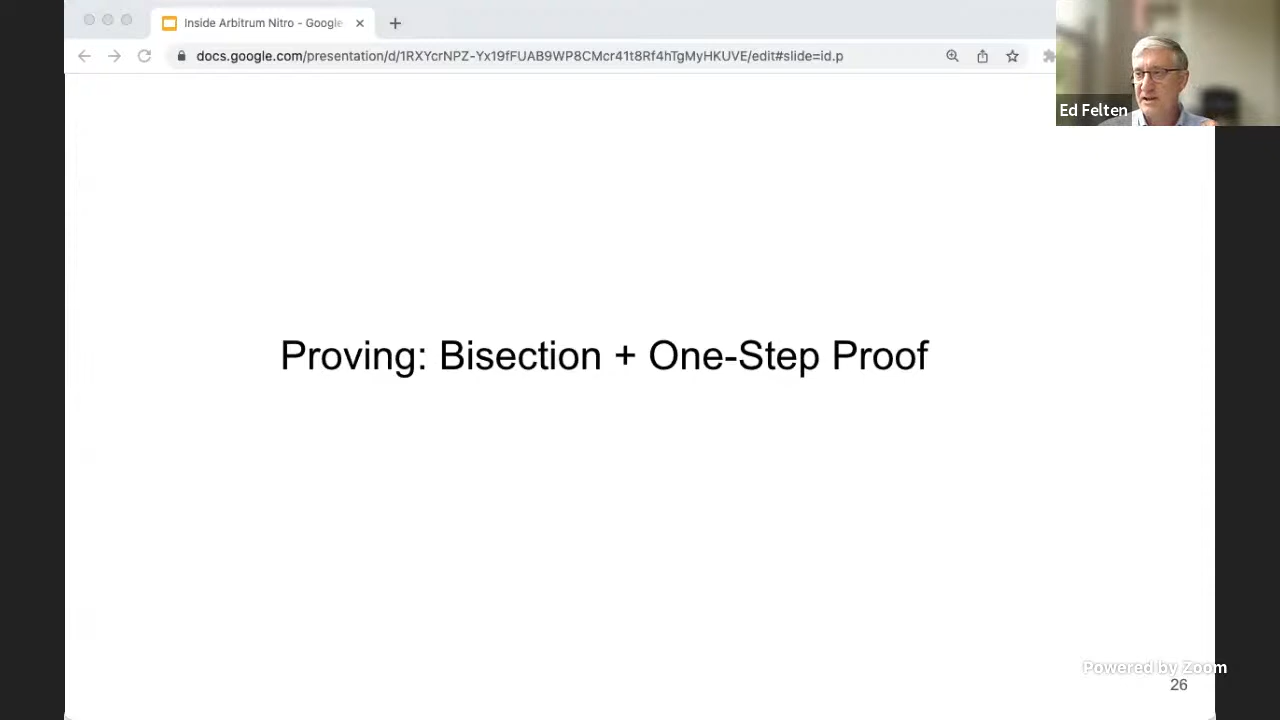 Inside Arbitrum Nitro - Google
docs.google.com/presentation/d/1RXYcrNPZ-Yx19fFUAB9WP8CMcr41t8Rf4hTgMyHKUVE/edit#slide=id.p
Ed Felten
Proving: Bisection + One-Step Proof
Powered by Zoom
26